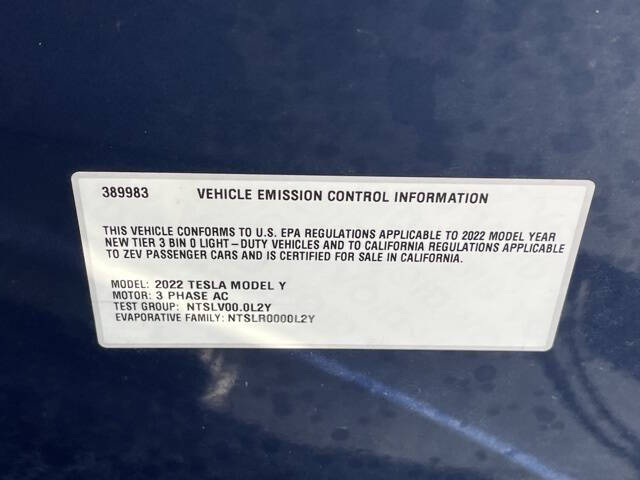 389983 VEHICLE EMISSION CONTROL INFORMATION
THIS VEHICLE CONFORMS TO U.S. EPA REGULATIONS APPLICABLE TO 2022 MODEL YEAR
NEW TIER 3 BIN 0 LIGHT-DUTY VEHICLES AND TO CALIFORNIA REGULATIONS APPLICABLE
TO ZEV PASSENGER CARS AND IS CERTIFIED FOR SALE IN CALIFORNIA.
MODEL: 2022 TESLA MODEL Y
MOTOR: 3 PHASE AC
TEST GROUP: NTSLV00.0L2Y
EVAPORATIVE FAMILY: NTSLR0000L2Y